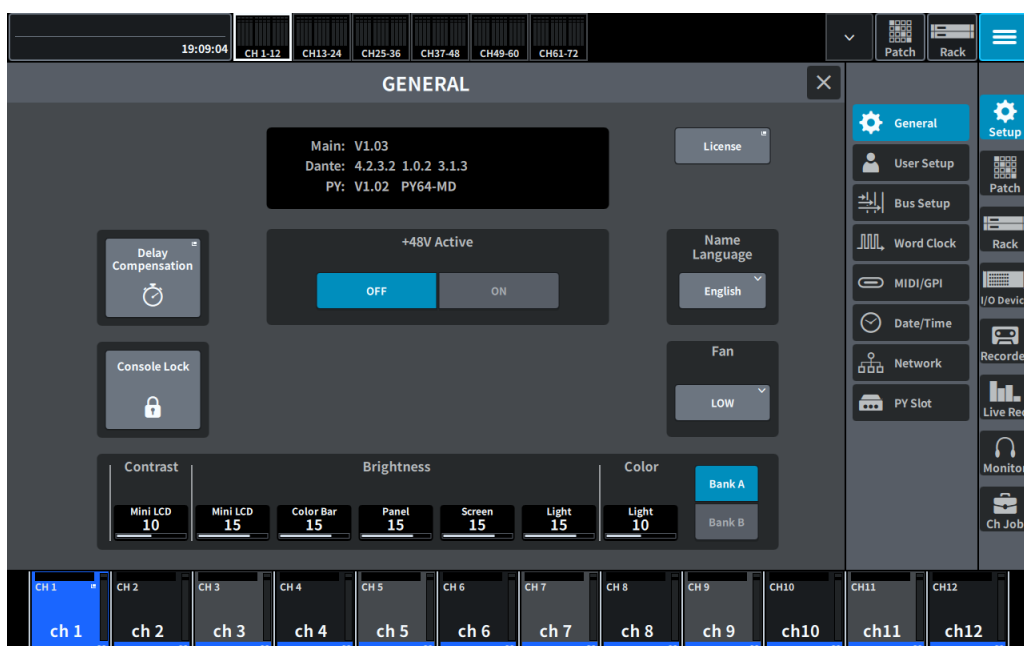 19:09:04
CH 1-12
CH13-24
CH25-36
CH37-48
CH49-60
CH61-72
Patch
Rack
GENERAL
Main: V1.03
Dante: 4.2.3.2 1.0.2 3.1.3
PY: V1.02 PY64-MD
License
Delay
Compensation
+48V Active
OFF
ON
Name
Language
English
Console Lock
Fan
LOW
Contrast
Brightness
Color
Mini LCD
10
Mini LCD
15
Color Bar
15
Panel
15
Screen
15
Light
15
Light
10
Bank A
Bank B
General
User Setup
Bus Setup
Word Clock
MIDI/GPI
Date/Time
Network
PY Slot
Setup
Patch
Rack
I/O Devic
Recorde
Live Rec
Monitor
Ch Job
CH 1
ch 1
CH 2
ch 2
CH 3
ch 3
CH 4
ch 4
CH 5
ch 5
CH 6
ch 6
CH 7
ch 7
CH 8
ch 8
CH 9
ch 9
CH10
ch10
CH11
ch11
CH12
ch12